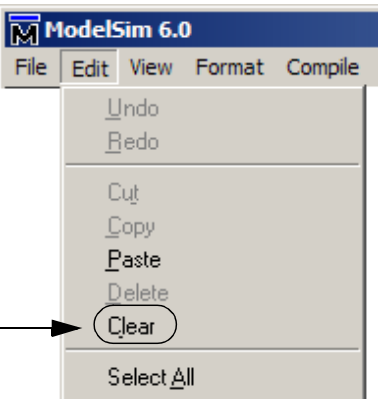 ModelSim 6.0
File Edit View Format Compile
Undo
Redo
Cut
Copy
Paste
Delete
Clear
Select All